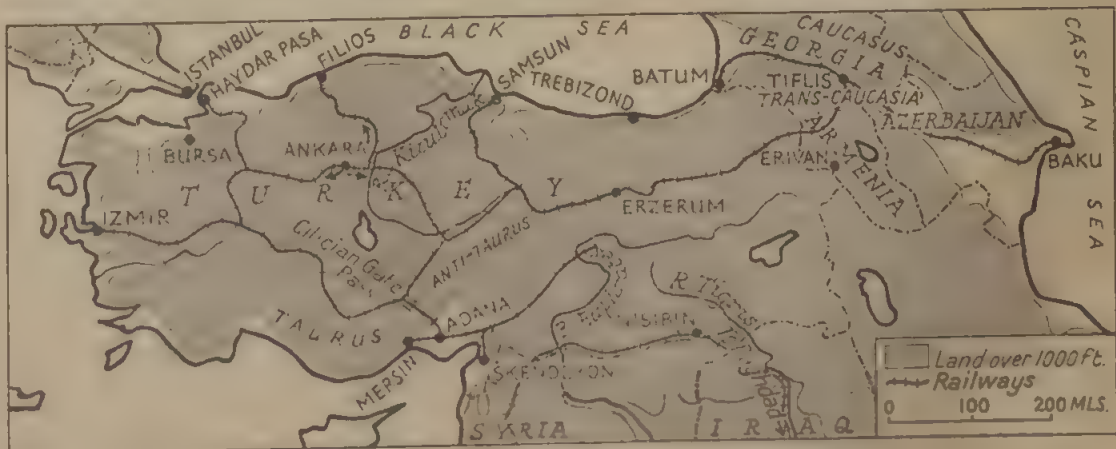 BLACK SEA
CASPIAN SEA
CAUCASUS
GEORGIA
TRANS-CAUCASIA
AZERBAIJAN
ARMENIA
ISTANBUL
HAYDAR PASA
FILIOS
SAMSUN
TREBIZOND
BATUM
TIFLIS
BAKU
ERIVAN
BURSA
ANKARA
TURKEY
ERZERUM
IZMIR
Cilician Gate
Pass
ANTI-TAURUS
TAURUS
ADANA
MERSIN
R Tigris
SYRIA
IRAQ
Land over 1000 ft.
Railways
0 100 200 MLS.